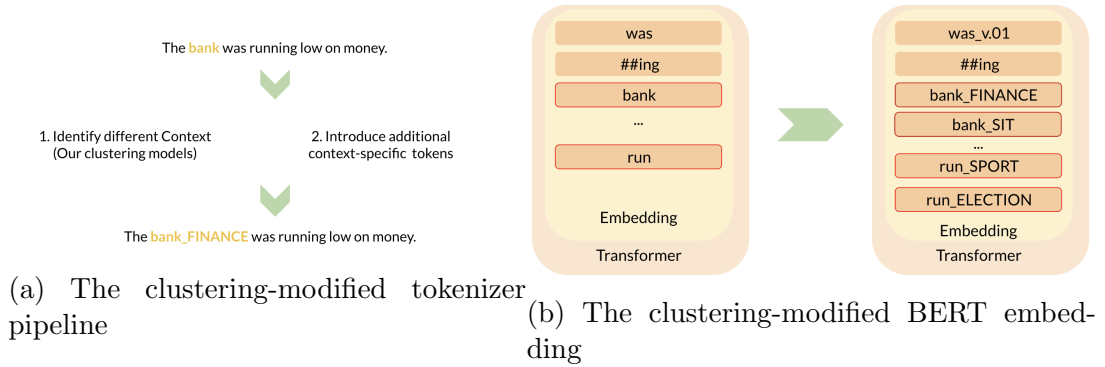 The bank was running low on money.
1. Identify different Context
(Our clustering models)
2. Introduce additional
context-specific tokens
The bank_FINANCE was running low on money.
(a) The clustering-modified tokenizer
pipeline
was
##ing
bank
...
run
Embedding
Transformer
was_v.01
##ing
bank_FINANCE
bank_SIT
...
run_SPORT
run_ELECTION
Embedding
Transformer
(b) The clustering-modified BERT embed-
ding